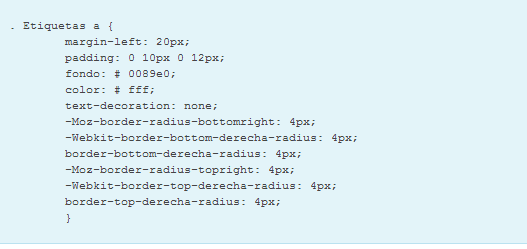 . Etiquetas a {
margin-left: 20px;
padding: 0 10px 0 12px;
fondo: # 0089e0;
color: # fff;
text-decoration: none;
-Moz-border-radius-bottomright: 4px;
-Webkit-border-bottom-derecha-radius: 4px;
border-bottom-derecha-radius: 4px;
-Moz-border-radius-topright: 4px;
-Webkit-border-top-derecha-radius: 4px;
border-top-derecha-radius: 4px;
}